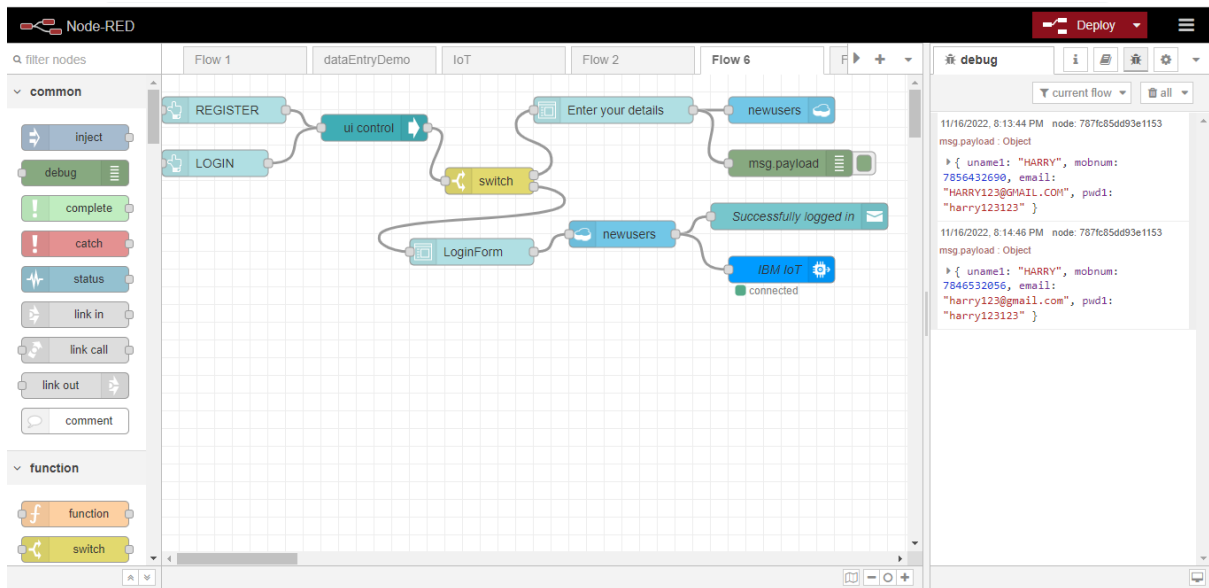 Node-RED
Deploy
filter nodes
Flow 1
dataEntryDemo
IoT
Flow 2
Flow 6
F
debug
i
common
inject
debug
complete
catch
status
link in
link call
link out
comment
function
function
switch
REGISTER
LOGIN
ui control
switch
Enter your details
newusers
msg.payload
LoginForm
newusers
Successfully logged in
IBM IoT
connected
current flow
all
11/16/2022, 8:13:44 PM node: 787fc85dd93e1153
msg.payload : Object
{ uname1: "HARRY", mobnum:
7856432690, email:
"HARRY123@GMAIL.COM", pwd1:
"harry123123" }
11/16/2022, 8:14:46 PM node: 787fc85dd93e1153
msg.payload : Object
{ uname1: "HARRY", mobnum:
7846532056, email:
"harry123@gmail.com", pwd1:
"harry123123" }